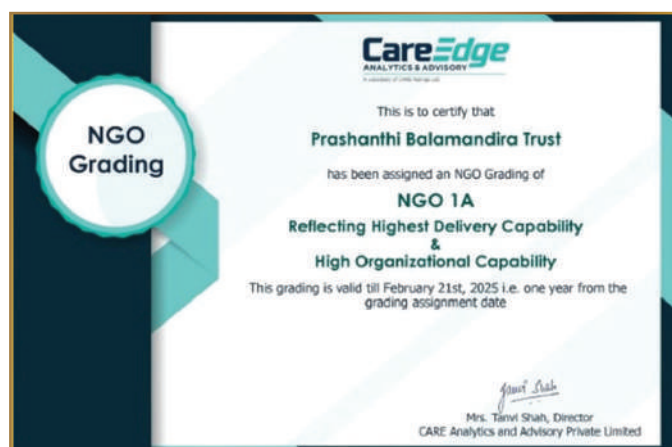 NGO
Grading
CareEdge
ANALYTICS & ADVISORY
This is to certify that
Prashanthi Balamandira Trust
has been assigned an NGO Grading of
NGO 1A
Reflecting Highest Delivery Capability
&
High Organizational Capability
This grading is valid till February 21st, 2025 i.e. one year from the
grading assignment date
Mrs. Tanvi Shah, Director
CARE Analytics and Advisory Private Limited